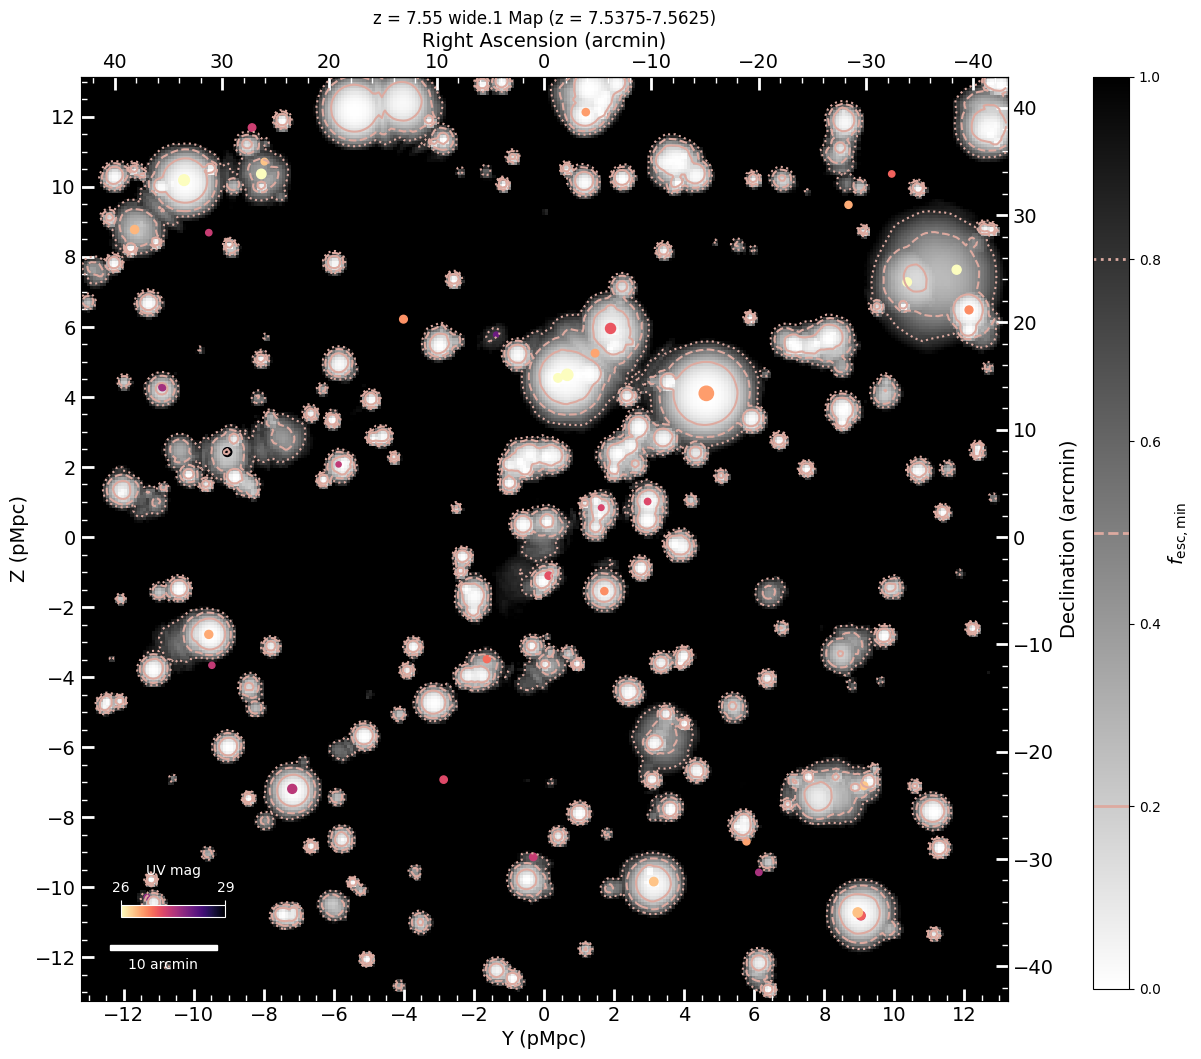 z = 7.55 wide.1 Map (z = 7.5375-7.5625)
Right Ascension (arcmin)
40 30 20 10 0 −10 −20 −30 −40
12 10 8 6 4 2 0 −2 −4 −6 −8 −10 −12
Z (pMpc)
40 30 20 10 0 −10 −20 −30 −40
Declination (arcmin)
1.0 0.8 0.6 0.4 0.2 0.0
f_esc,min
UV mag
26 29
10 arcmin
−12 −10 −8 −6 −4 −2 0 2 4 6 8 10 12
Y (pMpc)